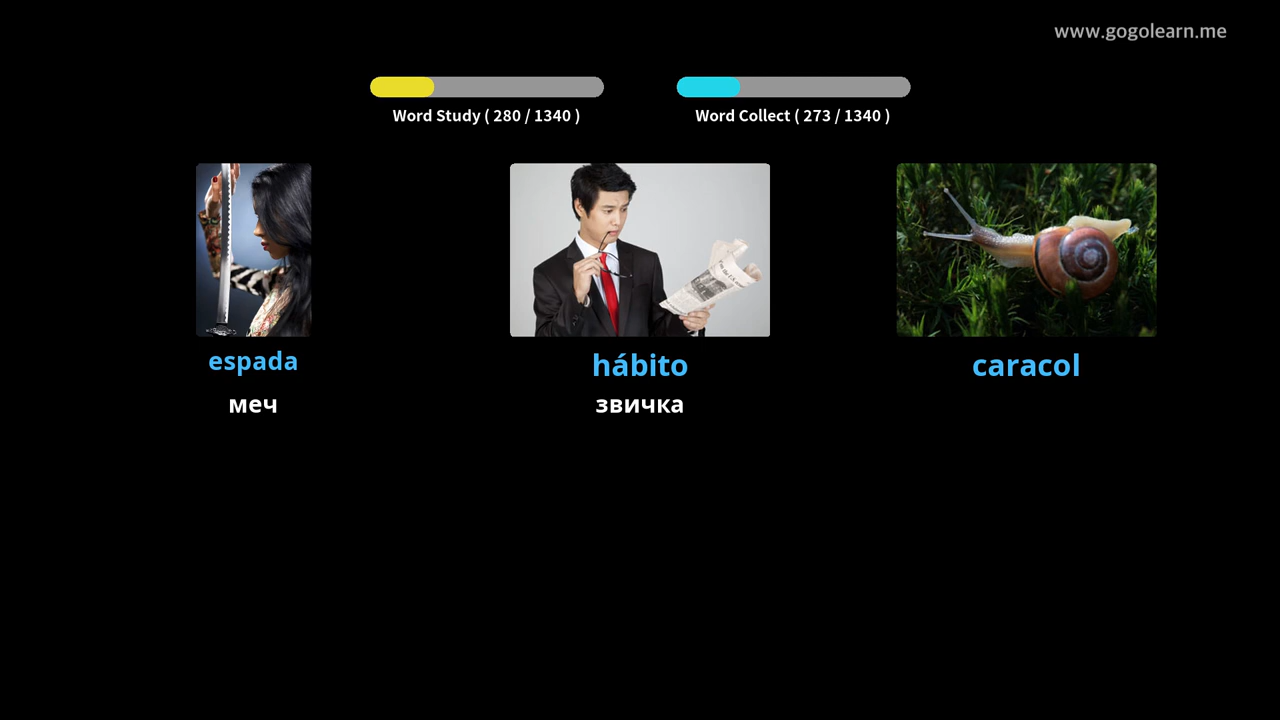 www.gogolearn.me
Word Study ( 280 / 1340 )
Word Collect ( 273 / 1340 )
espada
hábito
caracol
меч
звичка